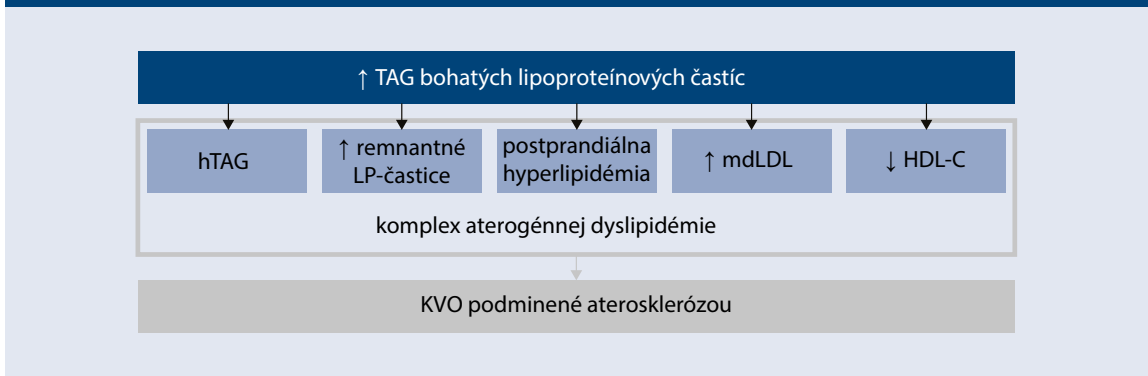 ↑ TAG bohatých lipoproteínových častíc
hTAG
↑ remnantné
LP-častice
postprandiálna
hyperlipidémia
↑ mdLDL
↓ HDL-C
komplex aterogénnej dyslipidémie
KVO podminené aterosklerózou